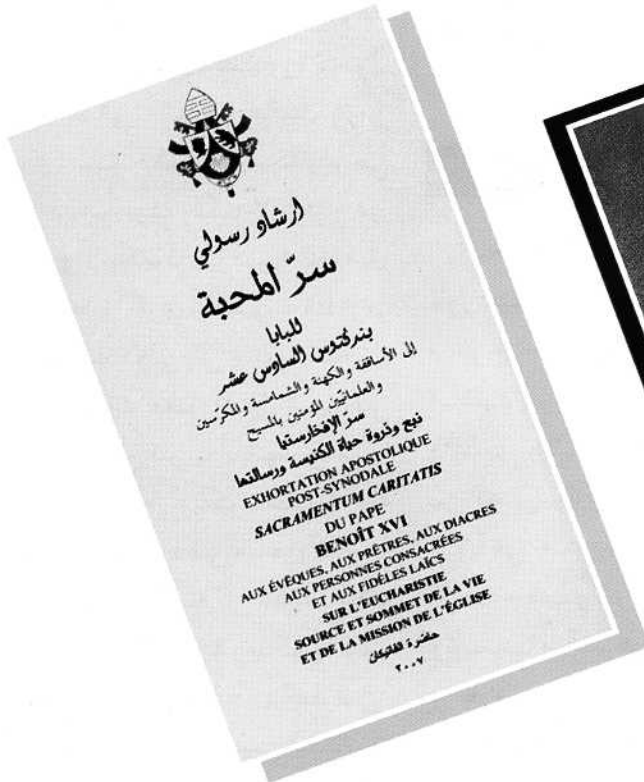 ارشاد رسولي
سرّ المحبة
للبابا
بندكتوس السادس عشر
إلى الأساقفة والكهنة والشمامسة والمكرّسين
والعلمانيّين المؤمنين بالمسيح
سرّ الإفخارستيا
نبع وذروة حياة الكنيسة ورسالتها
EXHORTATION APOSTOLIQUE
POST-SYNODALE
SACRAMENTUM CARITATIS
DU PAPE
BENOÎT XVI
AUX ÉVÊQUES, AUX PRÊTRES, AUX DIACRES
AUX PERSONNES CONSACRÉES
ET AUX FIDÈLES LAÏCS
SUR L'EUCHARISTIE
SOURCE ET SOMMET DE LA VIE
ET DE LA MISSION DE L'ÉGLISE
حاضرة الفاتيكان
٢٠٠٧